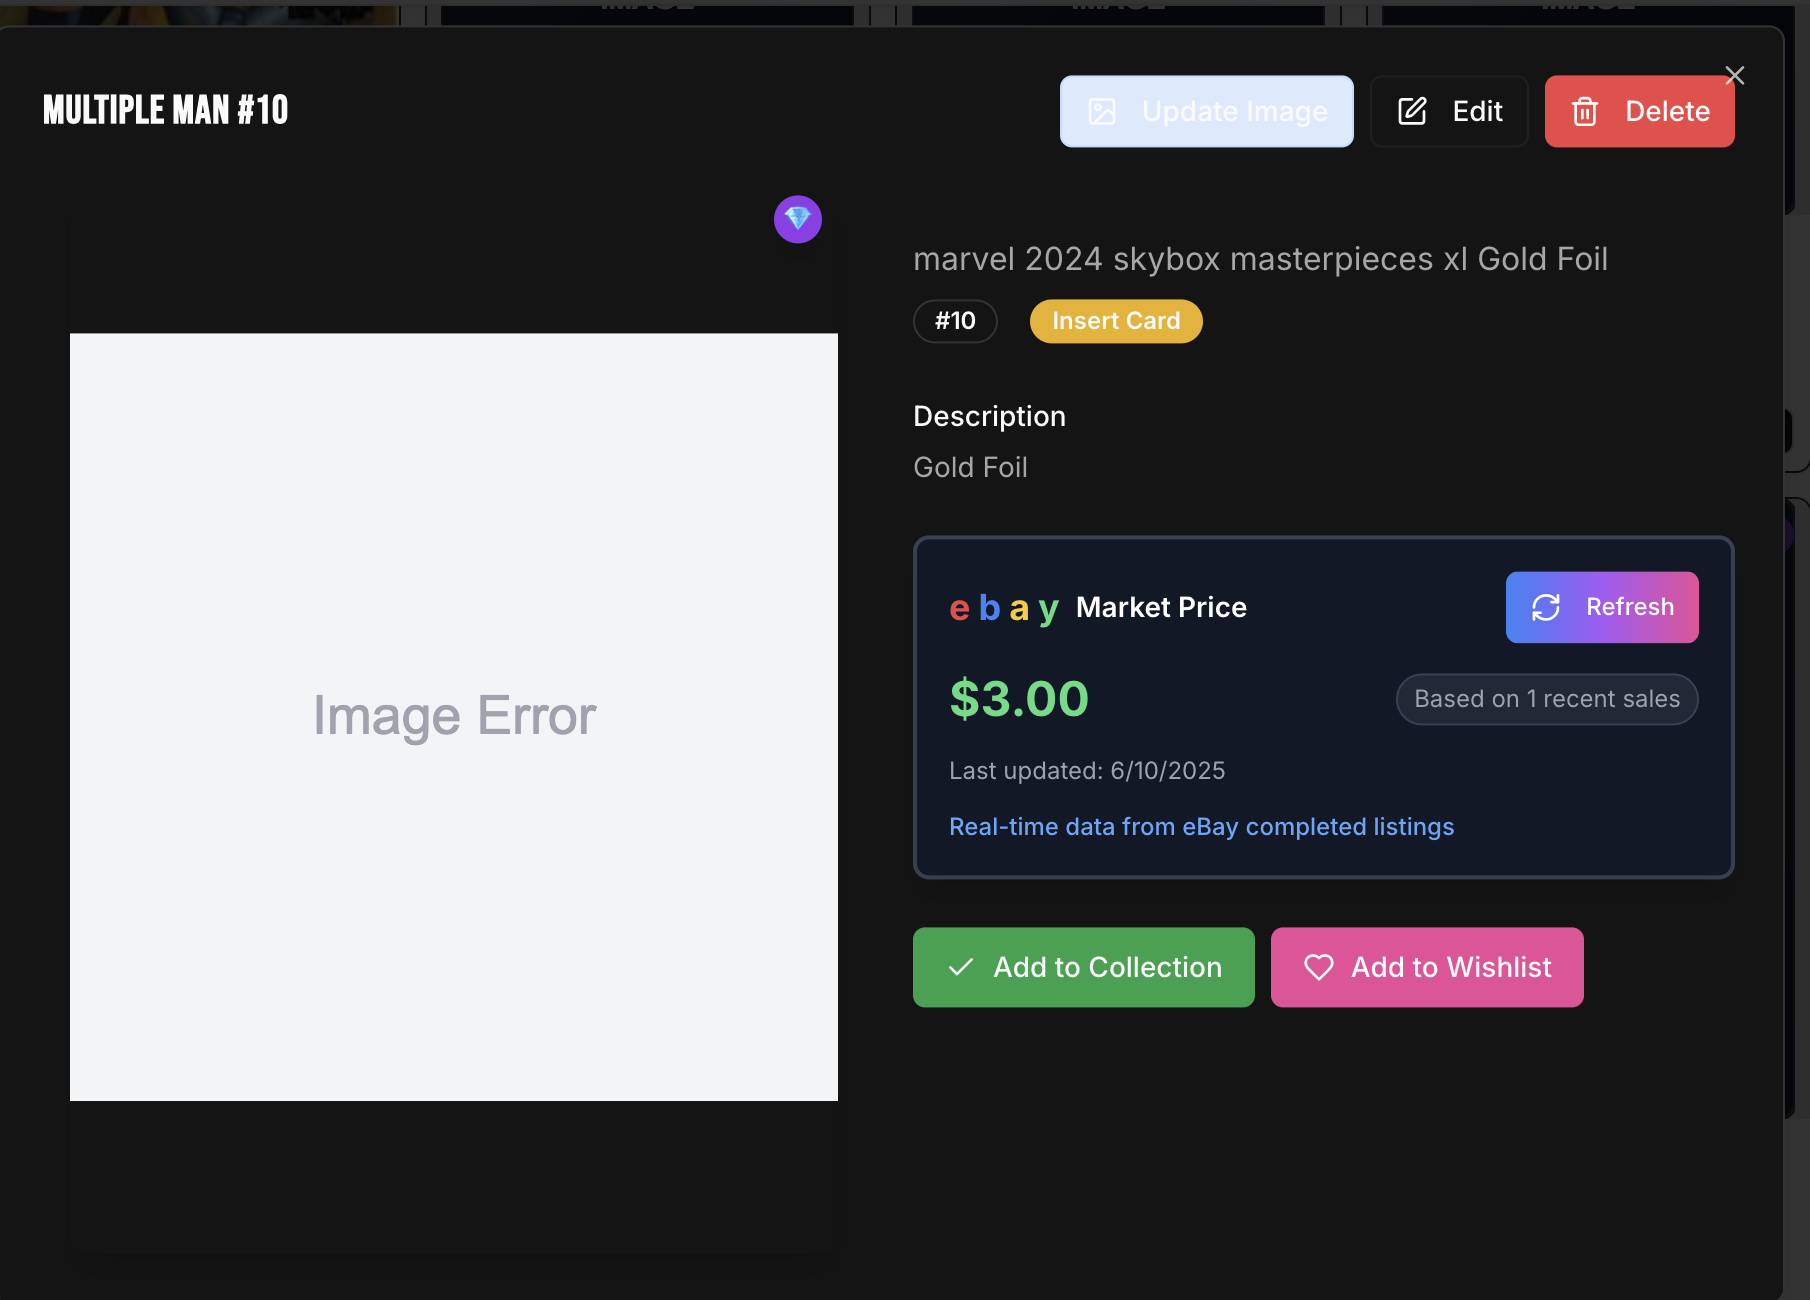 MULTIPLE MAN #10
Update Image
Edit
Delete
marvel 2024 skybox masterpieces xl Gold Foil
#10
Insert Card
Description
Gold Foil
Image Error
ebay Market Price
Refresh
$3.00
Based on 1 recent sales
Last updated: 6/10/2025
Real-time data from eBay completed listings
Add to Collection
Add to Wishlist